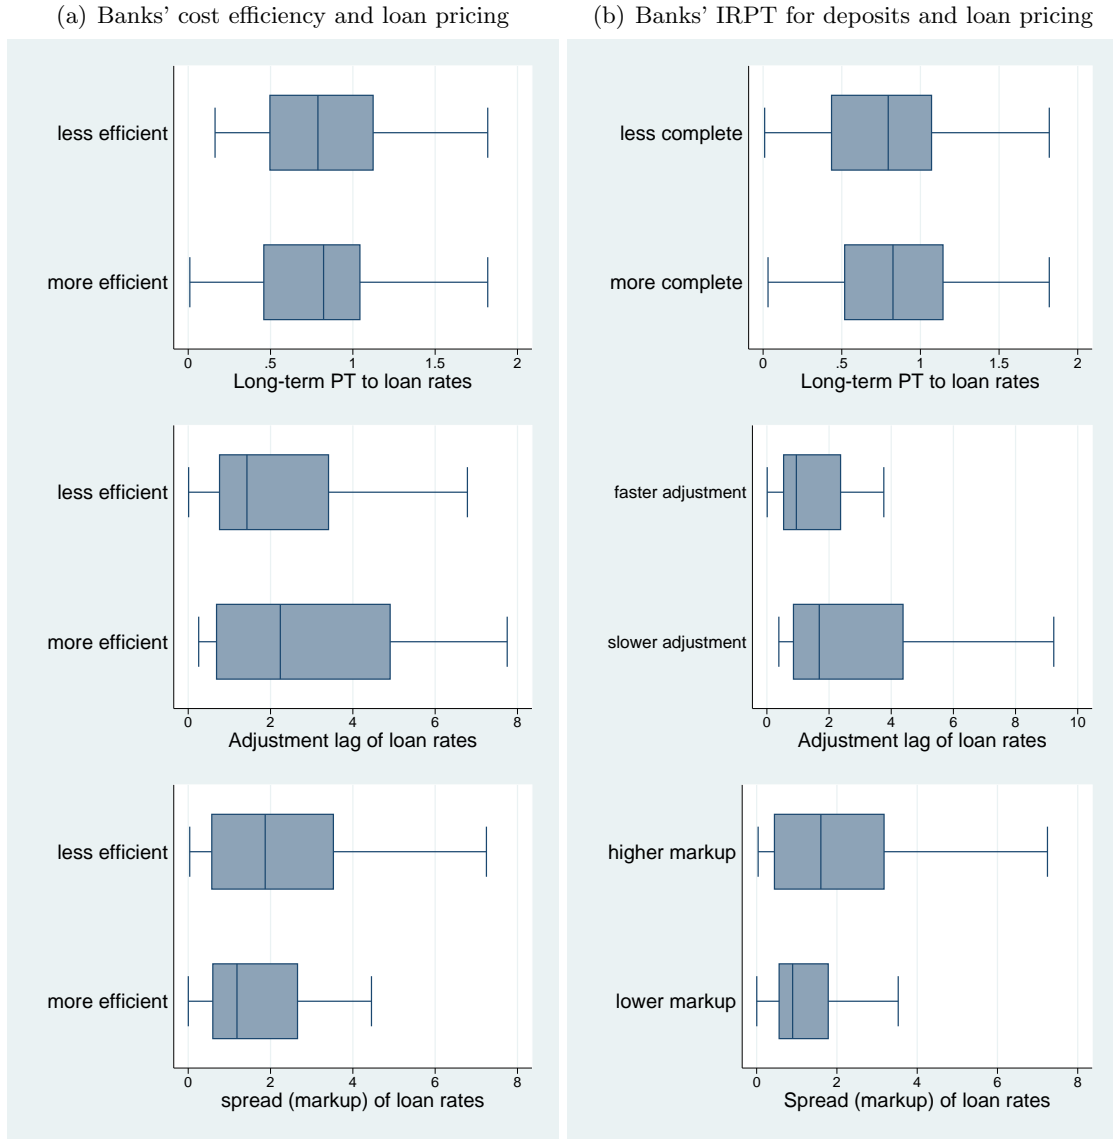 (a) Banks' cost efficiency and loan pricing
less efficient
more efficient
0 .5 1 1.5 2
Long-term PT to loan rates
less efficient
more efficient
0 2 4 6 8
Adjustment lag of loan rates
less efficient
more efficient
0 2 4 6 8
spread (markup) of loan rates
(b) Banks' IRPT for deposits and loan pricing
less complete
more complete
0 .5 1 1.5 2
Long-term PT to loan rates
faster adjustment
slower adjustment
0 2 4 6 8 10
Adjustment lag of loan rates
higher markup
lower markup
0 2 4 6 8
Spread (markup) of loan rates